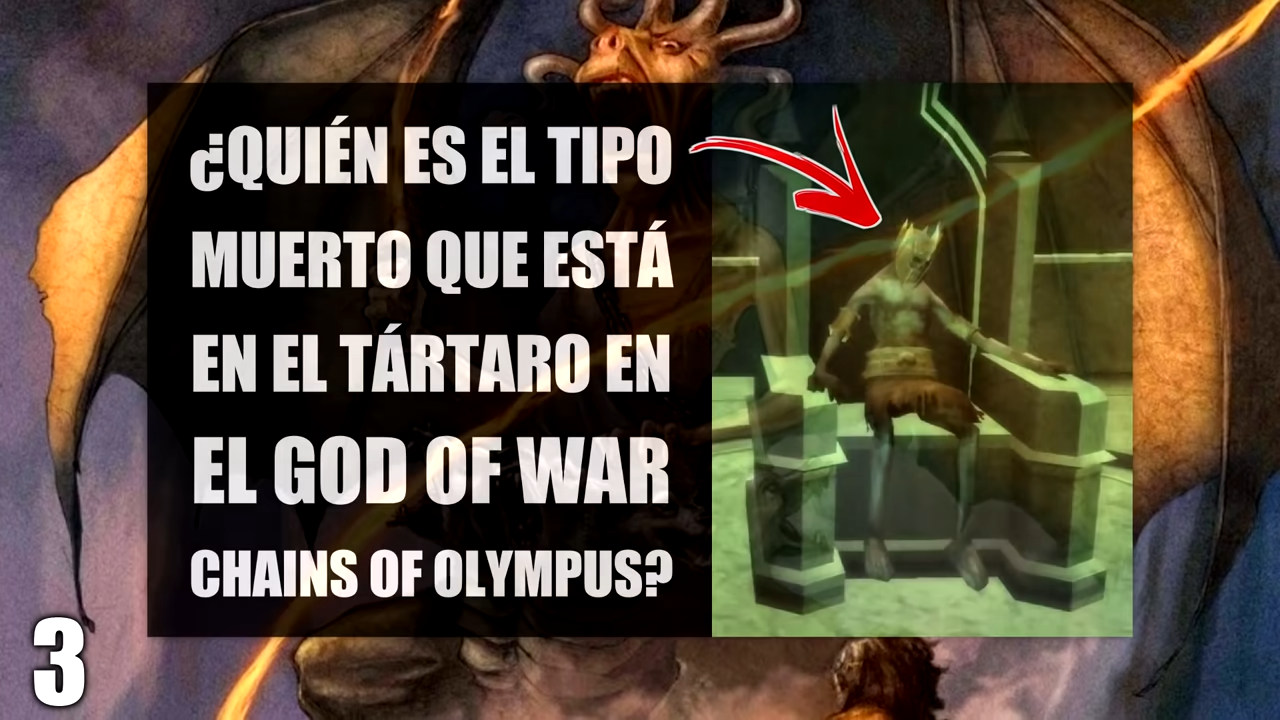 ¿QUIÉN ES EL TIPO
MUERTO QUE ESTÁ
EN EL TÁRTARO EN
EL GOD OF WAR
CHAINS OF OLYMPUS?
3